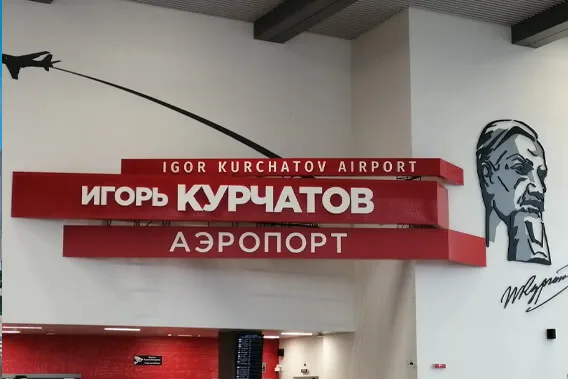 IGOR KURCHATOV AIRPORT
ИГОРЬ КУРЧАТОВ
АЭРОПОРТ